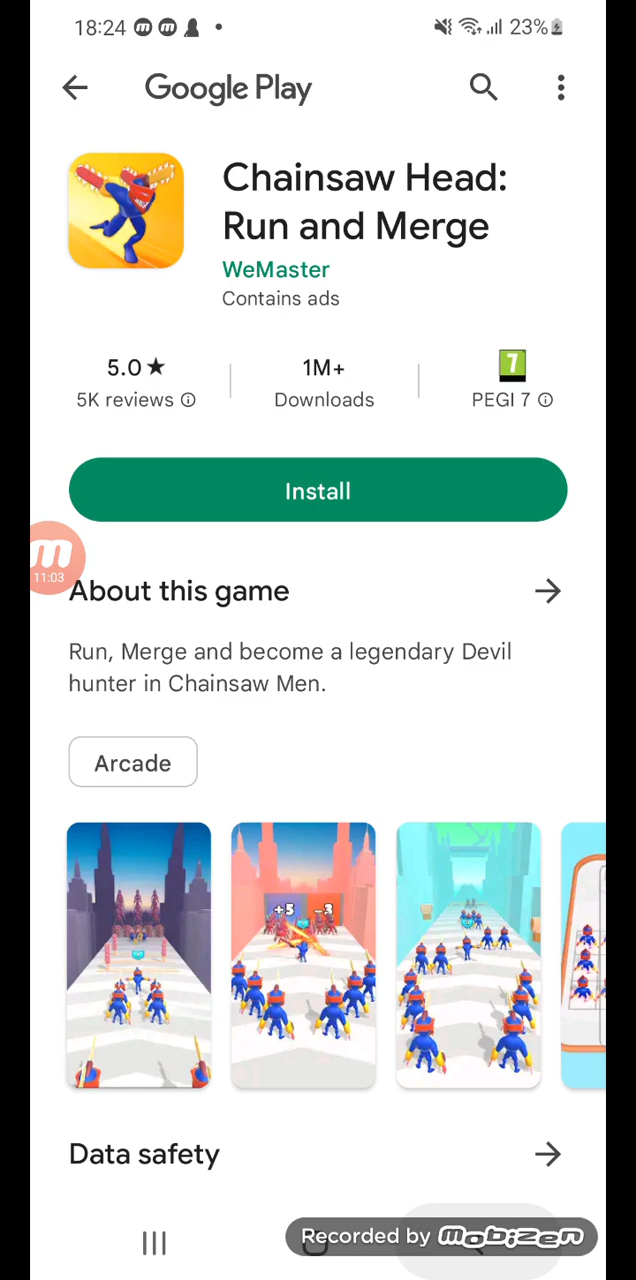 18:24
23%
Google Play
Chainsaw Head:
Run and Merge
WeMaster
Contains ads
5.0★
5K reviews
1M+
Downloads
7
PEGI 7
Install
m
11:03
About this game
Run, Merge and become a legendary Devil
hunter in Chainsaw Men.
Arcade
+5
-3
Data safety
Recorded by mobizen